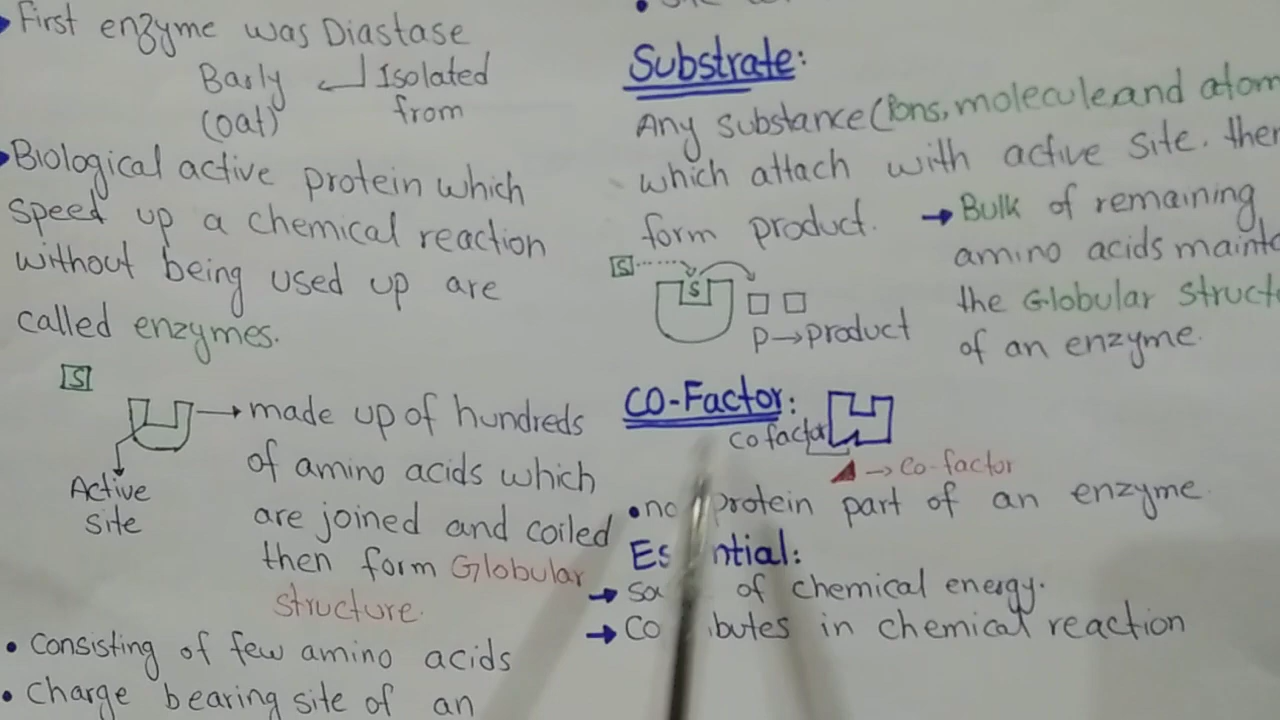 First enzyme was Diastase
Barly Isolated
(oat) from
Biological active protein which
speed up a chemical reaction
without being used up are
called enzymes.
S
made up of hundreds
of amino acids which
are joined and coiled
then form Globular
structure.
Active
site
• consisting of few amino acids
• charge bearing site of an
Substrate:
Any substance (Ions, molecule and atom
which attach with active site. then
form product.
→ Bulk of remaining
amino acids
the Globular
of an enzyme.
S
S
P→product
CO-Factor:
cofactor
→ co-factor
• protein part of an enzyme
→ of chemical energy.
→ in chemical reaction